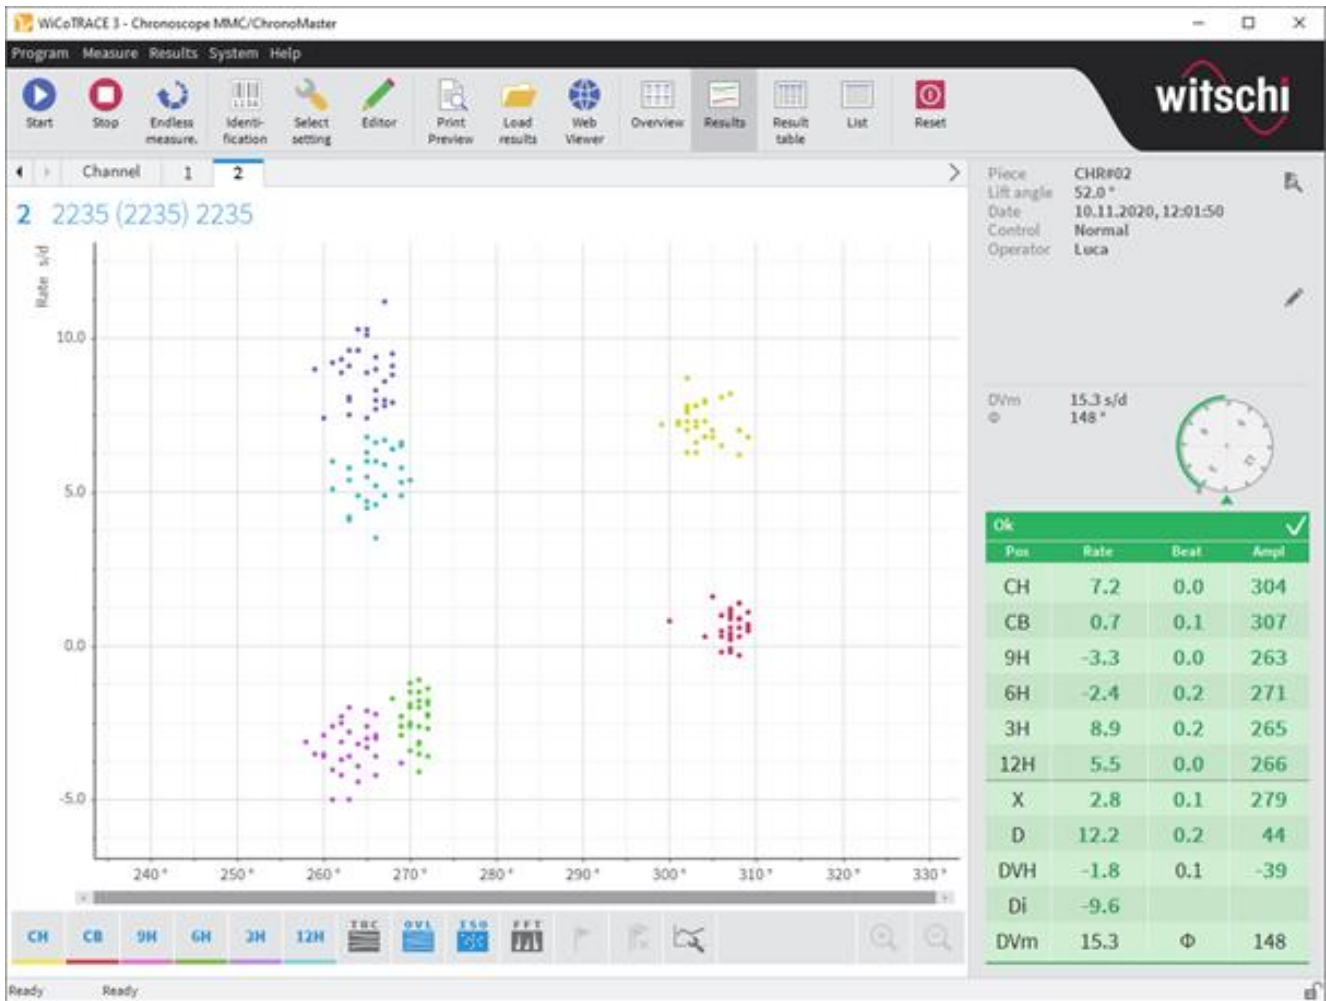 WiCoTRACE 3 - Chronoscope MMC/ChronoMaster
Program Measure Results System Help
witschi
Start Stop Endless measure. Identi-fication Select setting Editor Print Preview Load results Web Viewer Overview Results Result table List Reset
Channel 1 2
2 2235 (2235) 2235
Rate s/d
10.0
5.0
0.0
-5.0
240° 250° 260° 270° 280° 290° 300° 310° 320° 330°
CH CB 9H 6H 3H 12H TRC OVL ISO FFT
Piece CHR#02
Lift angle 52.0 °
Date 10.11.2020, 12:01:50
Control Normal
Operator Luca
DVm 15.3 s/d
Φ 148 °
Ok
Pos Rate Beat Ampl
CH 7.2 0.0 304
CB 0.7 0.1 307
9H -3.3 0.0 263
6H -2.4 0.2 271
3H 8.9 0.2 265
12H 5.5 0.0 266
X 2.8 0.1 279
D 12.2 0.2 44
DVH -1.8 0.1 -39
Di -9.6
DVm 15.3 Φ 148
Ready Ready